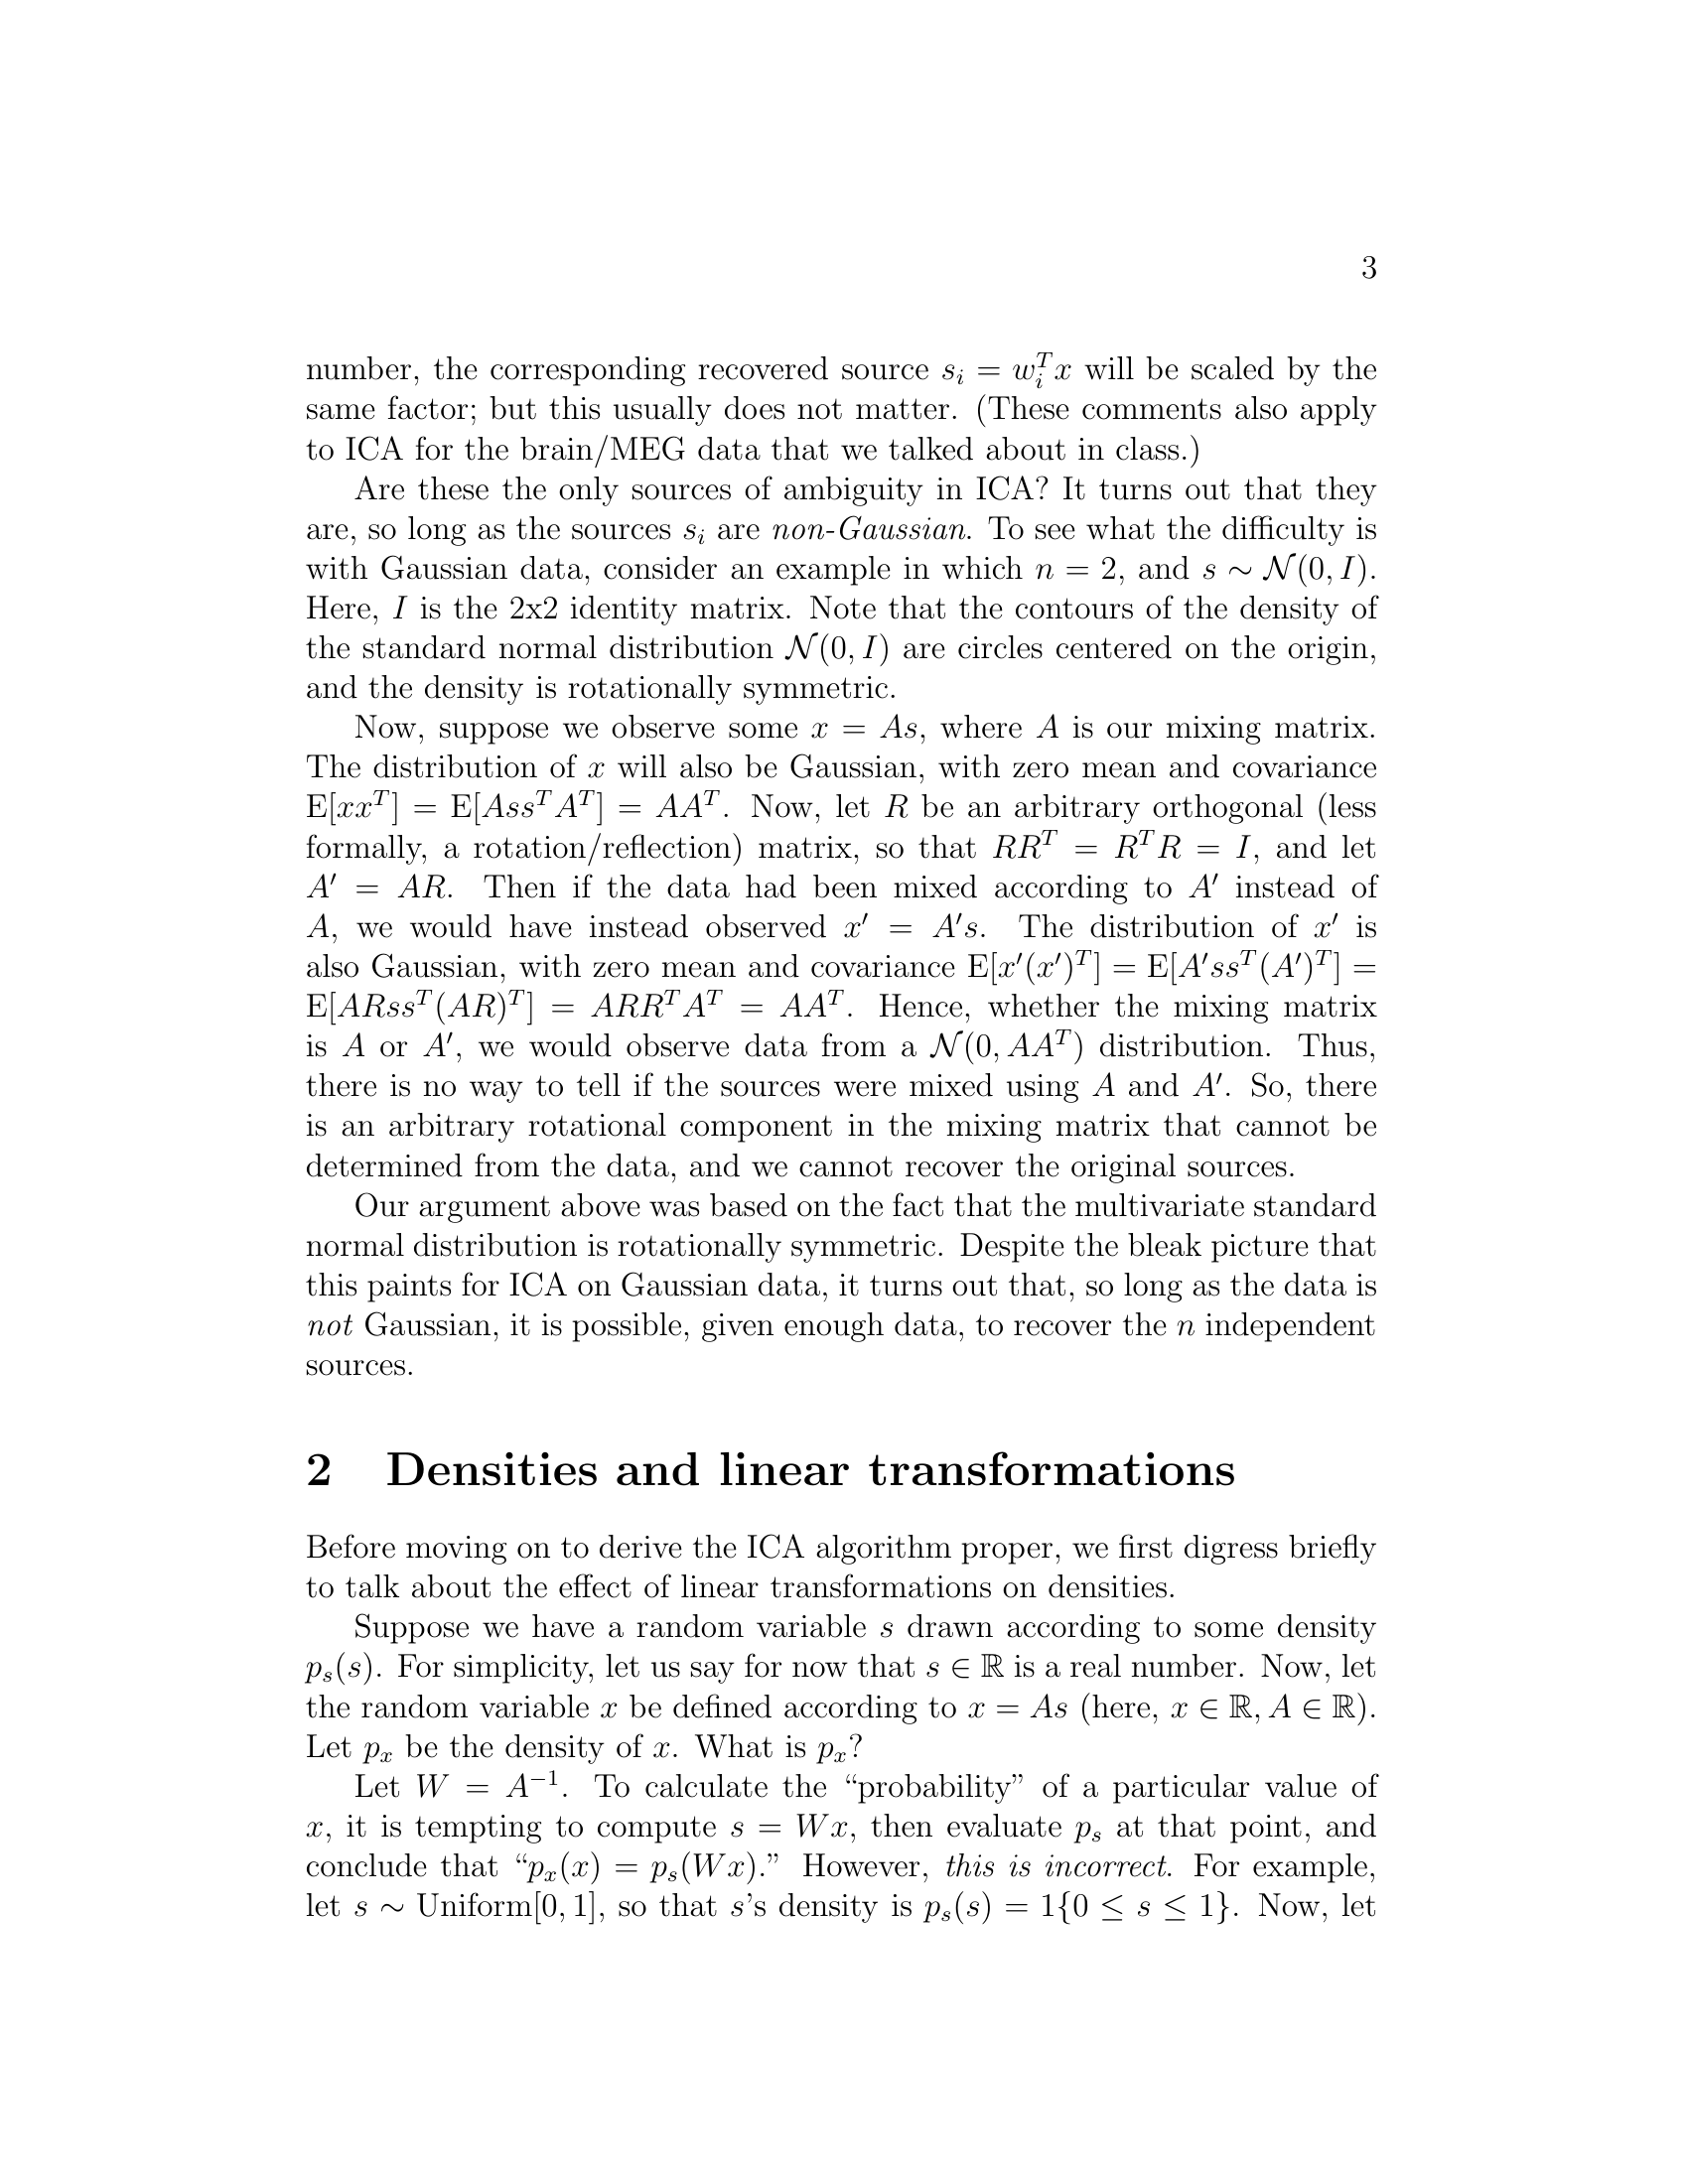 3
number, the corresponding recovered source $s_i = w_i^T x$ will be scaled by the
same factor; but this usually does not matter. (These comments also apply
to ICA for the brain/MEG data that we talked about in class.)
Are these the only sources of ambiguity in ICA? It turns out that they
are, so long as the sources $s_i$ are non-Gaussian. To see what the difficulty is
with Gaussian data, consider an example in which $n = 2$, and $s \sim \mathcal{N}(0, I)$.
Here, $I$ is the 2x2 identity matrix. Note that the contours of the density of
the standard normal distribution $\mathcal{N}(0, I)$ are circles centered on the origin,
and the density is rotationally symmetric.
Now, suppose we observe some $x = As$, where $A$ is our mixing matrix.
The distribution of $x$ will also be Gaussian, with zero mean and covariance
$\mathrm{E}[xx^T] = \mathrm{E}[Ass^T A^T] = AA^T$. Now, let $R$ be an arbitrary orthogonal (less
formally, a rotation/reflection) matrix, so that $RR^T = R^T R = I$, and let
$A' = AR$. Then if the data had been mixed according to $A'$ instead of
$A$, we would have instead observed $x' = A's$. The distribution of $x'$ is
also Gaussian, with zero mean and covariance $\mathrm{E}[x'(x')^T] = \mathrm{E}[A'ss^T(A')^T] =$
$\mathrm{E}[ARss^T(AR)^T] = ARR^T A^T = AA^T$. Hence, whether the mixing matrix
is $A$ or $A'$, we would observe data from a $\mathcal{N}(0, AA^T)$ distribution. Thus,
there is no way to tell if the sources were mixed using $A$ and $A'$. So, there
is an arbitrary rotational component in the mixing matrix that cannot be
determined from the data, and we cannot recover the original sources.
Our argument above was based on the fact that the multivariate standard
normal distribution is rotationally symmetric. Despite the bleak picture that
this paints for ICA on Gaussian data, it turns out that, so long as the data is
not Gaussian, it is possible, given enough data, to recover the $n$ independent
sources.
2 Densities and linear transformations
Before moving on to derive the ICA algorithm proper, we first digress briefly
to talk about the effect of linear transformations on densities.
Suppose we have a random variable $s$ drawn according to some density
$p_s(s)$. For simplicity, let us say for now that $s \in \mathbb{R}$ is a real number. Now, let
the random variable $x$ be defined according to $x = As$ (here, $x \in \mathbb{R}, A \in \mathbb{R}$).
Let $p_x$ be the density of $x$. What is $p_x$?
Let $W = A^{-1}$. To calculate the “probability” of a particular value of
$x$, it is tempting to compute $s = Wx$, then evaluate $p_s$ at that point, and
conclude that “$p_x(x) = p_s(Wx)$.” However, this is incorrect. For example,
let $s \sim \mathrm{Uniform}[0, 1]$, so that $s$’s density is $p_s(s) = 1\{0 \leq s \leq 1\}$. Now, let